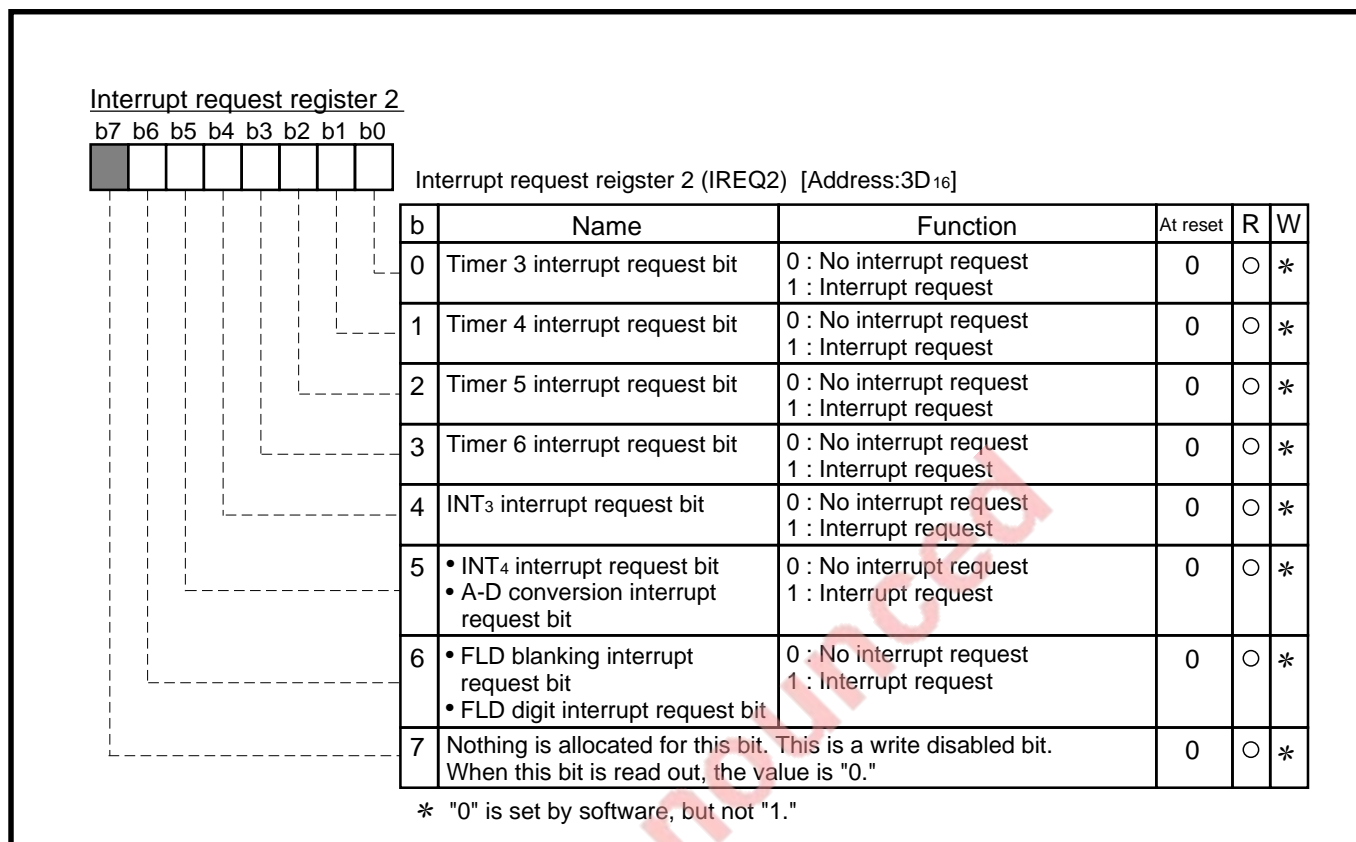 Interrupt request register 2
b7 b6 b5 b4 b3 b2 b1 b0
Interrupt request reigster 2 (IREQ2) [Address:3D16]
b Name Function At reset R W
0 Timer 3 interrupt request bit 0 : No interrupt request 0 ○ *
1 : Interrupt request
1 Timer 4 interrupt request bit 0 : No interrupt request 0 ○ *
1 : Interrupt request
2 Timer 5 interrupt request bit 0 : No interrupt request 0 ○ *
1 : Interrupt request
3 Timer 6 interrupt request bit 0 : No interrupt request 0 ○ *
1 : Interrupt request
4 INT3 interrupt request bit 0 : No interrupt request 0 ○ *
1 : Interrupt request
5 • INT4 interrupt request bit 0 : No interrupt request 0 ○ *
• A-D conversion interrupt 1 : Interrupt request
request bit
6 • FLD blanking interrupt 0 : No interrupt request 0 ○ *
request bit 1 : Interrupt request
• FLD digit interrupt request bit
7 Nothing is allocated for this bit. This is a write disabled bit. 0 ○ *
When this bit is read out, the value is "0."
* "0" is set by software, but not "1."
nounced